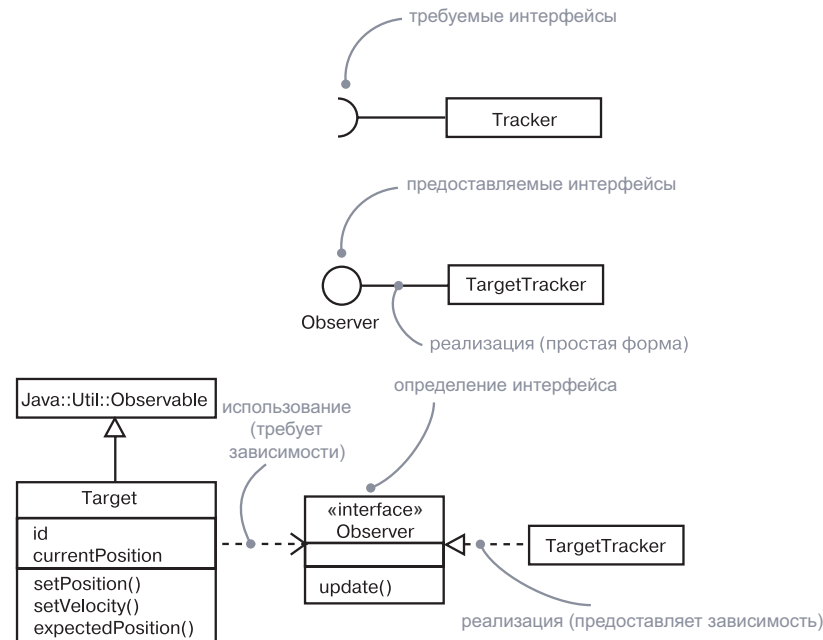 требуемые интерфейсы
Tracker
предоставляемые интерфейсы
TargetTracker
Observer
реализация (простая форма)
определение интерфейса
Java::Util::Observable
использование
(требует
зависимости)
Target
id
currentPosition
setPosition()
setVelocity()
expectedPosition()
«interface»
Observer
update()
TargetTracker
реализация (предоставляет зависимость)